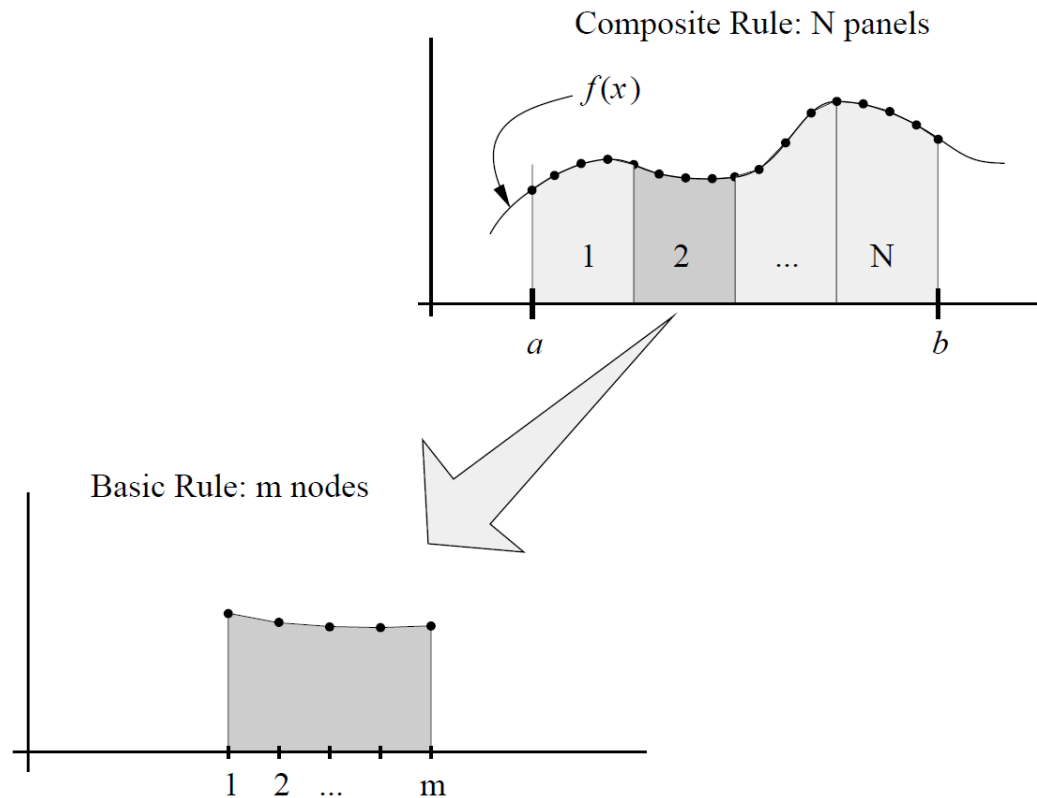 Composite Rule: N panels
f(x)
1 2 ... N
a b
Basic Rule: m nodes
1 2 ... m